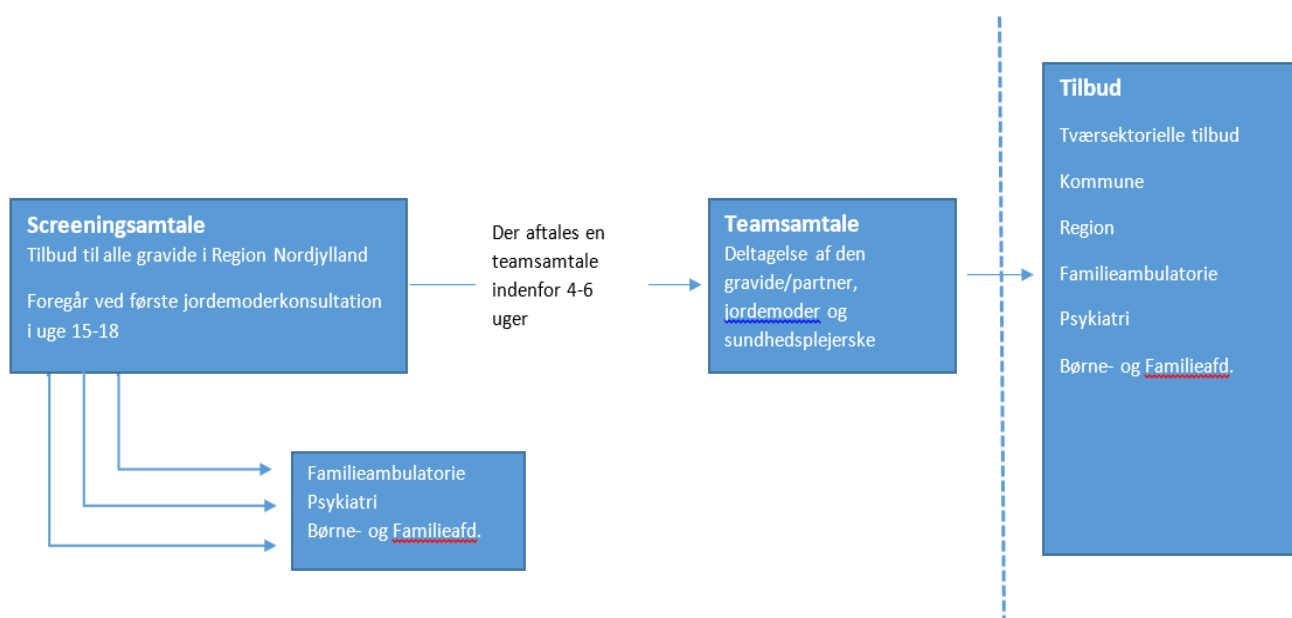 Screeningsamtale
Tilbud til alle gravide i Region Nordjylland
Foregår ved første jordemoderkonsultation
i uge 15-18
Der aftales en
teamsamtale
indenfor 4-6
uger
Teamsamtale
Deltagelse af den
gravide/partner,
jordemoder og
sundhedsplejerske
Tilbud
Tværsektorielle tilbud
Kommune
Region
Familieambulatorie
Psykiatri
Børne- og Familieafd.
Familieambulatorie
Psykiatri
Børne- og Familieafd.